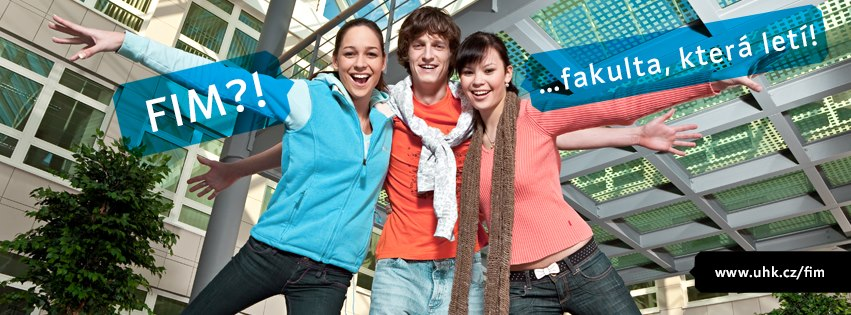 FIM?!
...fakulta, která letí!
www.uhk.cz/fim